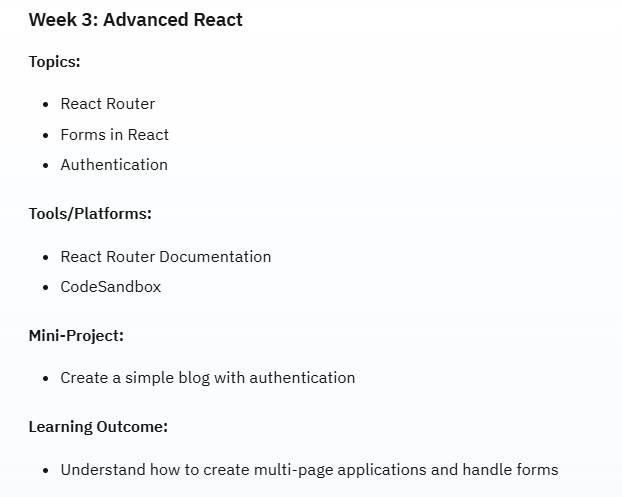 Week 3: Advanced React
Topics:
• React Router
• Forms in React
• Authentication
Tools/Platforms:
• React Router Documentation
• CodeSandbox
Mini-Project:
• Create a simple blog with authentication
Learning Outcome:
• Understand how to create multi-page applications and handle forms